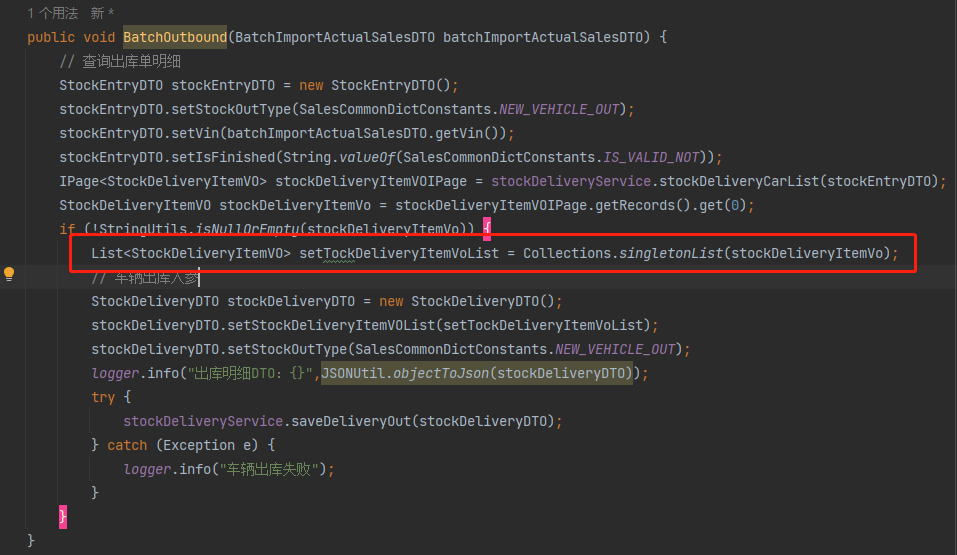 1 个用法   新 *
public void BatchOutbound(BatchImportActualSalesDTO batchImportActualSalesDTO) {
// 查询出库单明细
StockEntryDTO stockEntryDTO = new StockEntryDTO();
stockEntryDTO.setStockOutType(SalesCommonDictConstants.NEW_VEHICLE_OUT);
stockEntryDTO.setVin(batchImportActualSalesDTO.getVin());
stockEntryDTO.setIsFinished(String.valueOf(SalesCommonDictConstants.IS_VALID_NOT));
IPage<StockDeliveryItemVO> stockDeliveryItemVOIPage = stockDeliveryService.stockDeliveryCarList(stockEntryDTO);
StockDeliveryItemVO stockDeliveryItemVo = stockDeliveryItemVOIPage.getRecords().get(0);
if (!StringUtils.isNullOrEmpty(stockDeliveryItemVo)) {
List<StockDeliveryItemVO> setTockDeliveryItemVoList = Collections.singletonList(stockDeliveryItemVo);
// 车辆出库入参
StockDeliveryDTO stockDeliveryDTO = new StockDeliveryDTO();
stockDeliveryDTO.setStockDeliveryItemVOList(setTockDeliveryItemVoList);
stockDeliveryDTO.setStockOutType(SalesCommonDictConstants.NEW_VEHICLE_OUT);
logger.info("出库明细DTO：{}",JSONUtil.objectToJson(stockDeliveryDTO));
try {
stockDeliveryService.saveDeliveryOut(stockDeliveryDTO);
} catch (Exception e) {
logger.info("车辆出库失败");
}
}
}